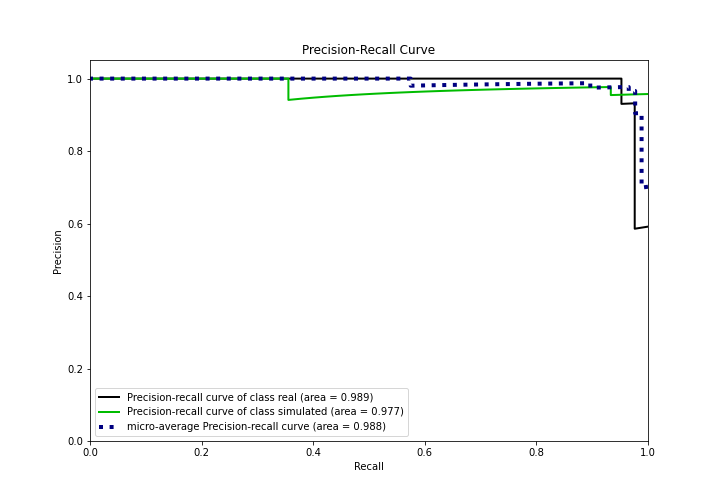 Precision-Recall Curve
1.0
0.8
0.6
0.4
0.2
0.0
Precision
Precision-recall curve of class real (area = 0.989)
Precision-recall curve of class simulated (area = 0.977)
micro-average Precision-recall curve (area = 0.988)
0.0 0.2 0.4 0.6 0.8 1.0
Recall